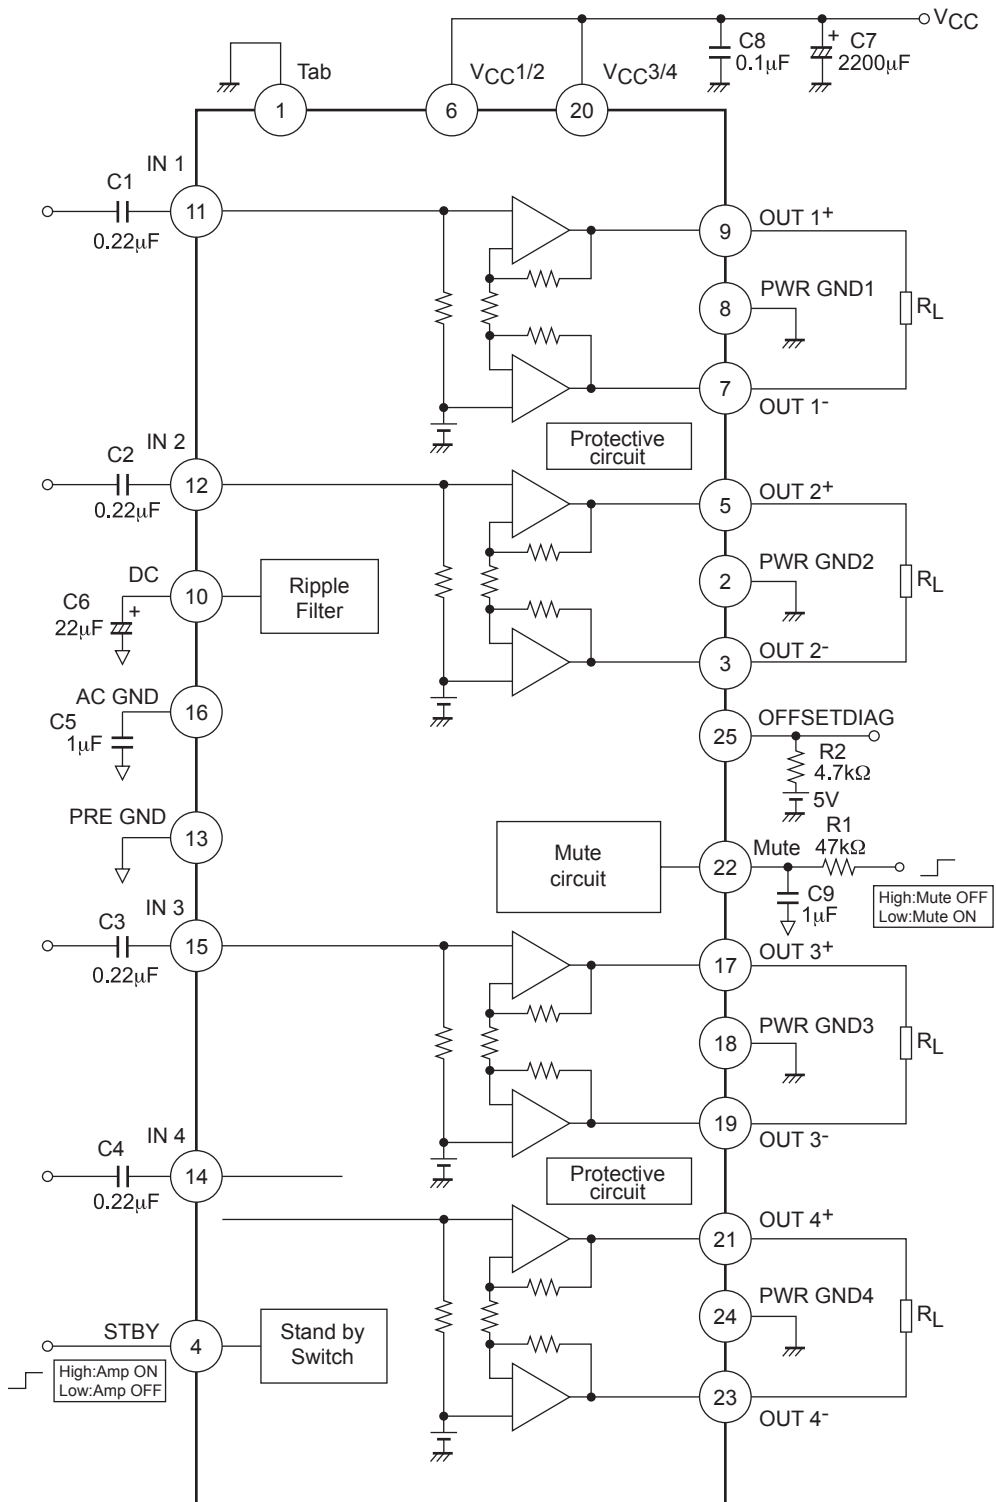 VCC
C8
0.1µF
+ C7
2200µF
Tab
VCC1/2
VCC3/4
1
6
20
IN 1
C1
0.22µF
11
9
OUT 1+
8
PWR GND1
RL
7
OUT 1-
Protective
circuit
IN 2
C2
0.22µF
12
5
OUT 2+
DC
10
Ripple
Filter
C6
22µF
+
2
PWR GND2
RL
3
OUT 2-
AC GND
16
C5
1µF
25
OFFSETDIAG
R2
4.7kΩ
5V
PRE GND
13
Mute
circuit
22
Mute
R1
47kΩ
C9
1µF
High:Mute OFF
Low:Mute ON
IN 3
C3
0.22µF
15
17
OUT 3+
18
PWR GND3
RL
19
OUT 3-
IN 4
C4
0.22µF
14
Protective
circuit
21
OUT 4+
24
PWR GND4
RL
STBY
4
Stand by
Switch
High:Amp ON
Low:Amp OFF
23
OUT 4-